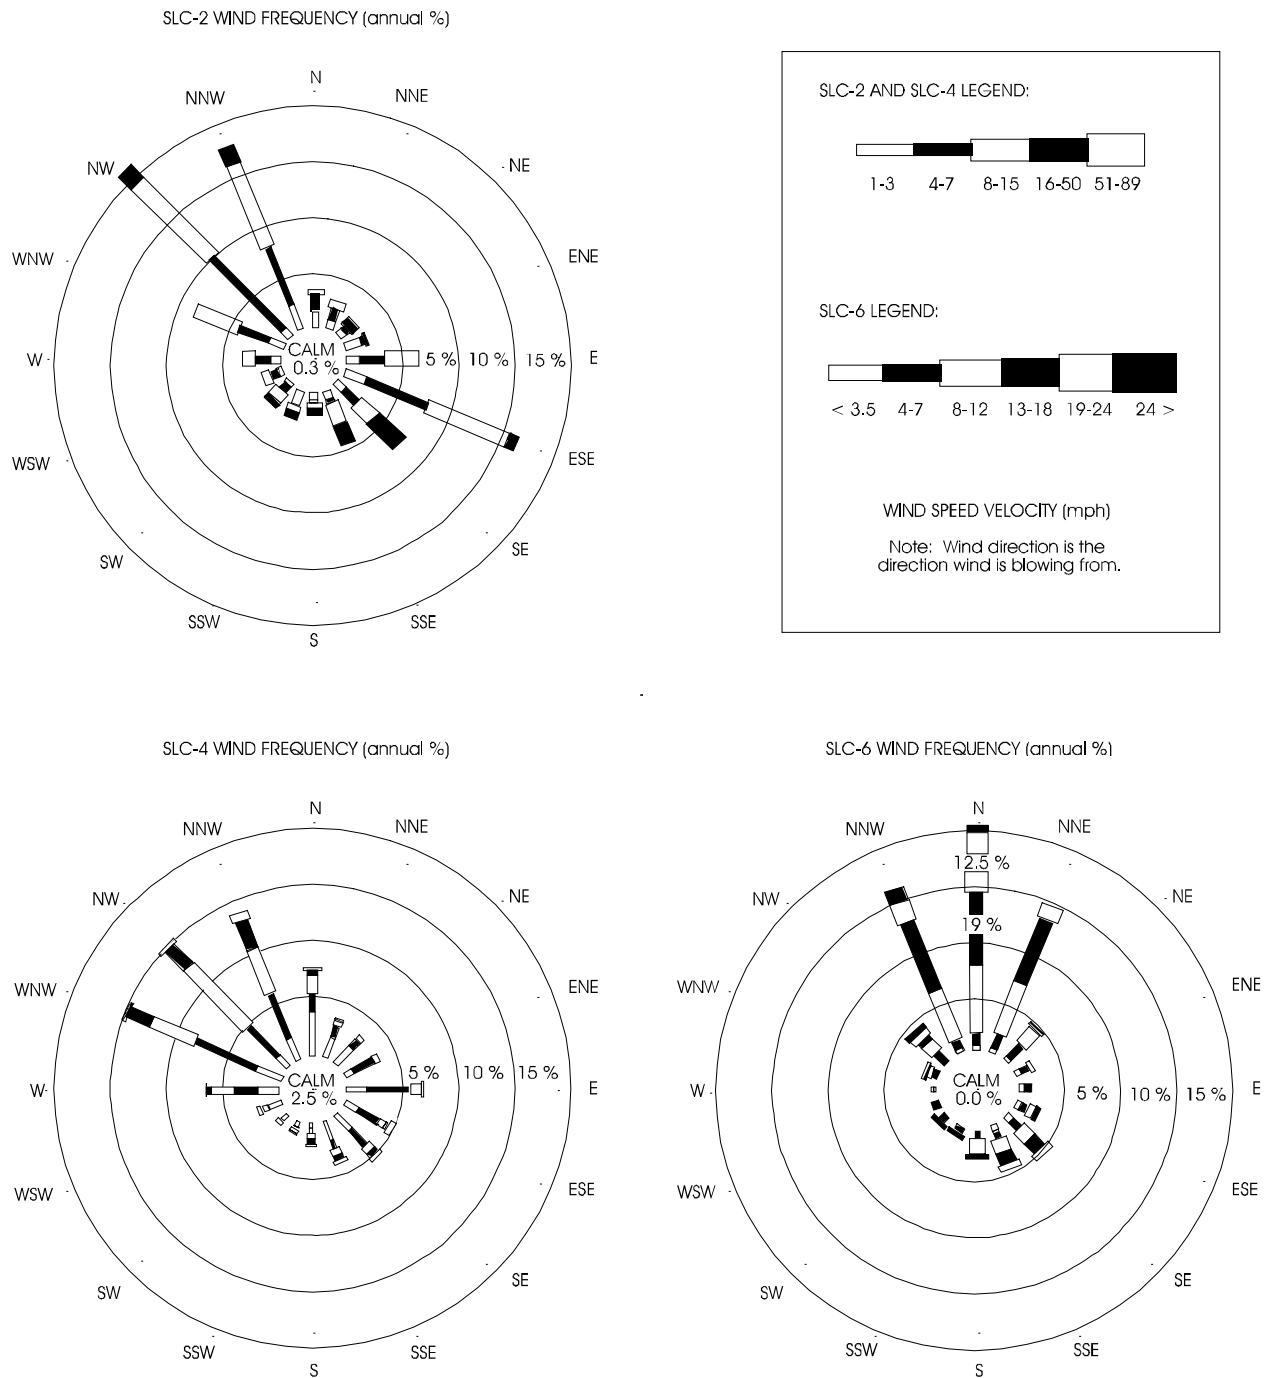 SLC-2 WIND FREQUENCY (annual %)
N
NNW
NNE
NW
NE
WNW
ENE
CALM
0.3 %
W
5 %
10 %
15 %
E
WSW
ESE
SW
SE
SSW
SSE
S
SLC-2 AND SLC-4 LEGEND:
1-3
4-7
8-15
16-50
51-89
SLC-6 LEGEND:
< 3.5
4-7
8-12
13-18
19-24
24 >
WIND SPEED VELOCITY (mph)
Note: Wind direction is the
direction wind is blowing from.
SLC-4 WIND FREQUENCY (annual %)
N
NNW
NNE
NW
NE
WNW
ENE
CALM
2.5 %
W
5 %
10 %
15 %
E
WSW
ESE
SW
SE
SSW
SSE
S
SLC-6 WIND FREQUENCY (annual %)
N
NNW
NNE
12.5 %
NW
NE
19 %
WNW
ENE
CALM
0.0 %
W
5 %
10 %
15 %
E
WSW
ESE
SW
SE
SSW
SSE
S